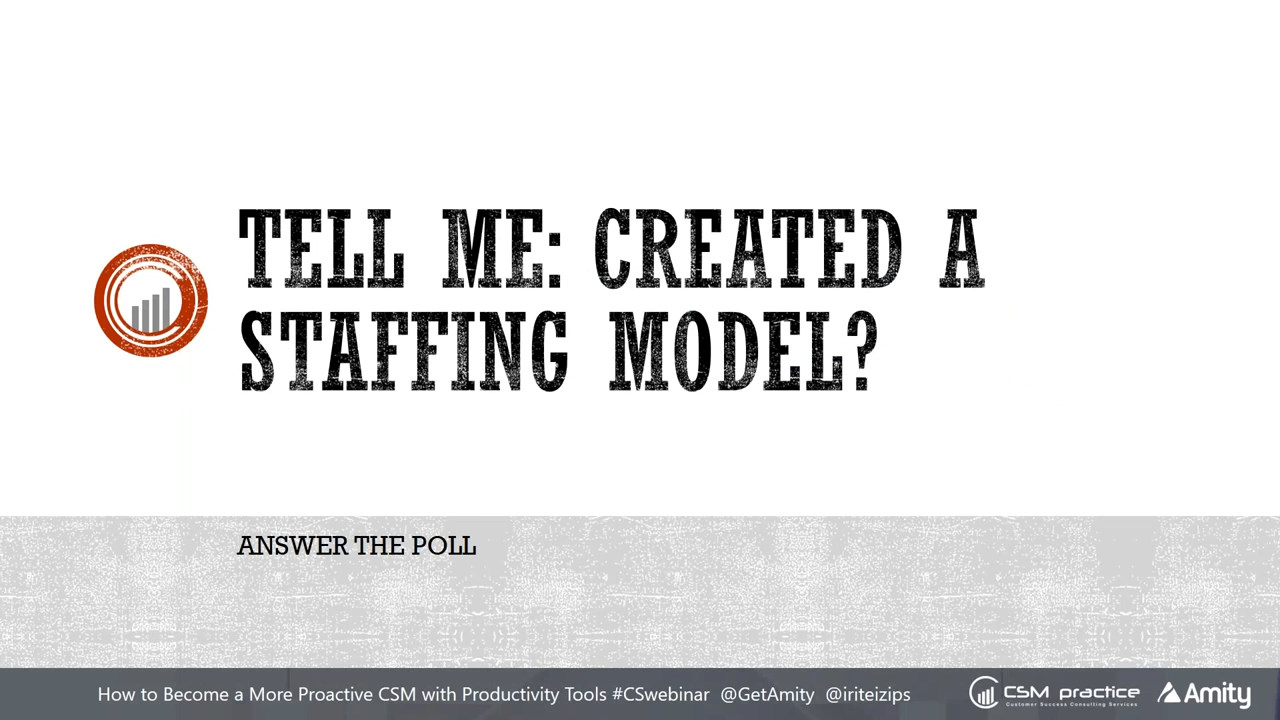 TELL ME: CREATED A
STAFFING MODEL?
ANSWER THE POLL
How to Become a More Proactive CSM with Productivity Tools #CSwebinar @GetAmity @iriteizips
CSM practice
Customer Success Consulting Services
Amity